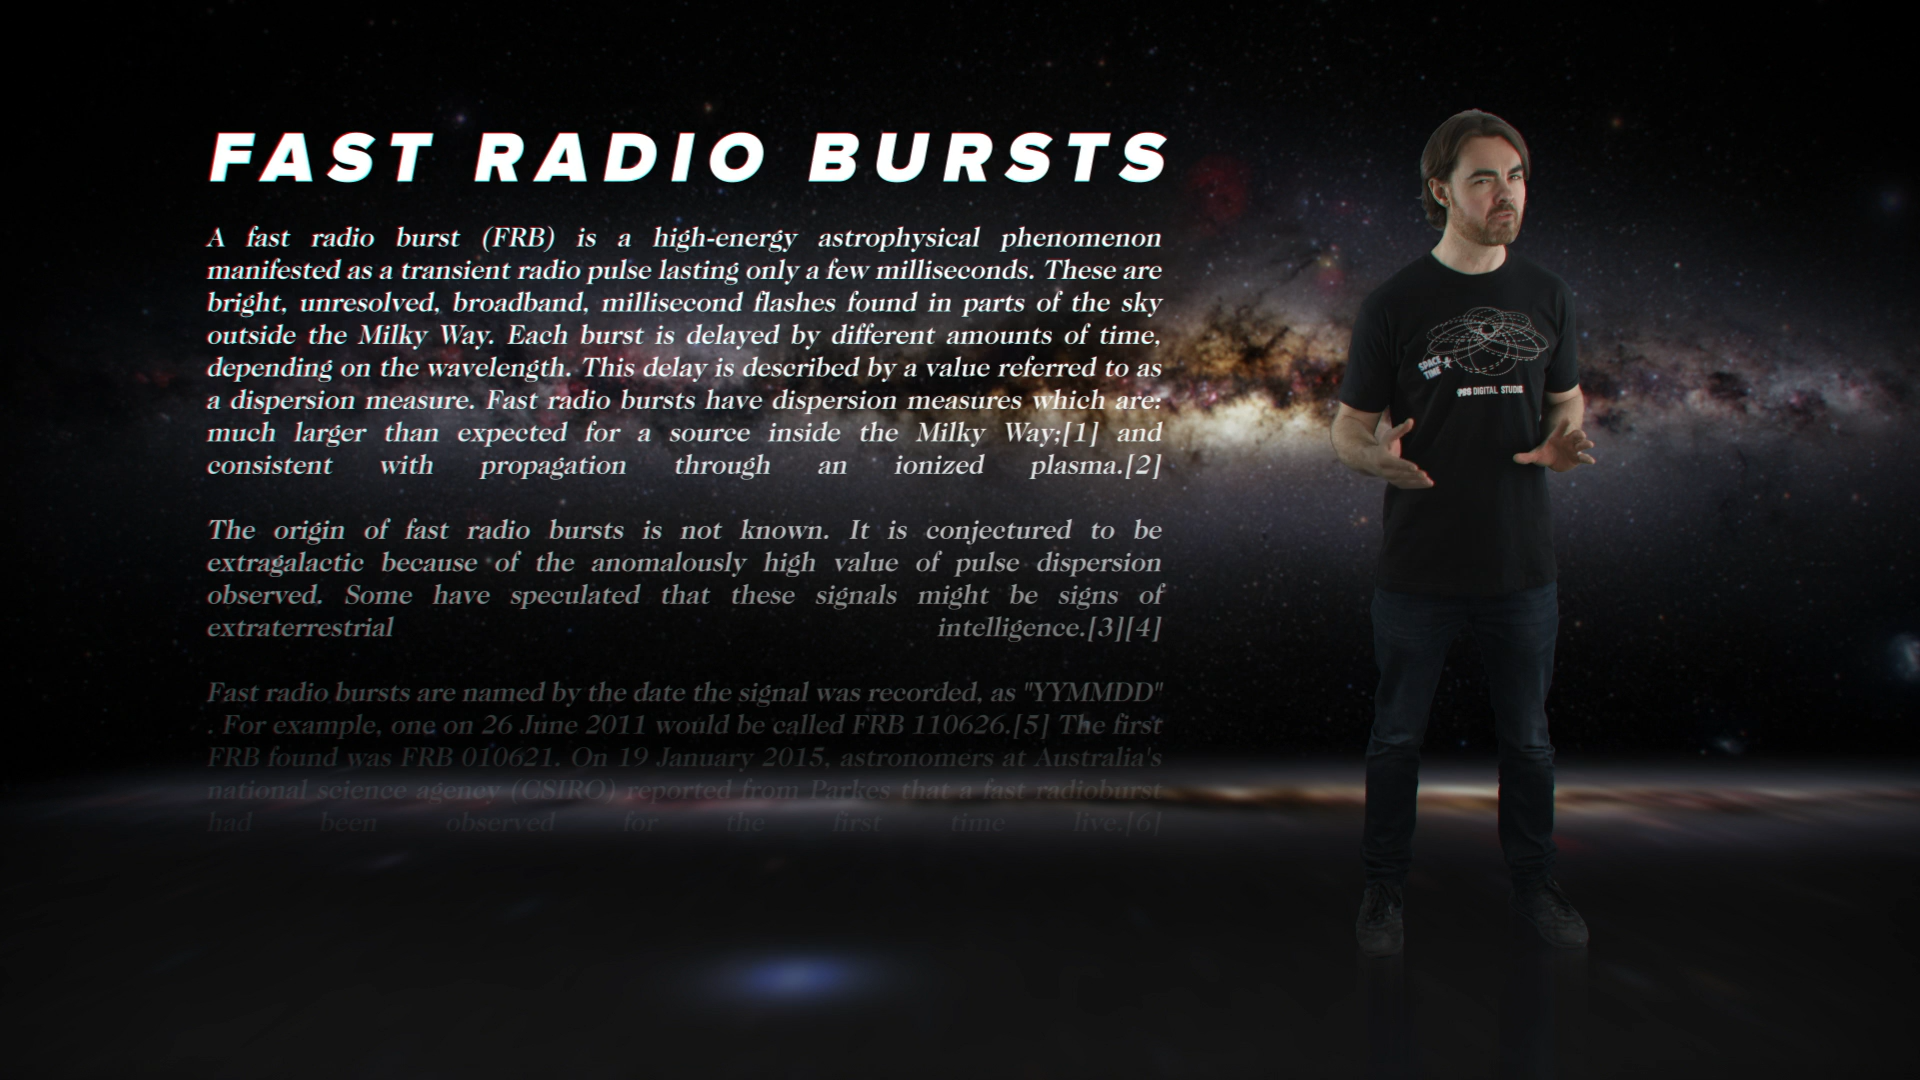 FAST RADIO BURSTS
A fast radio burst (FRB) is a high-energy astrophysical phenomenon
manifested as a transient radio pulse lasting only a few milliseconds. These are
bright, unresolved, broadband, millisecond flashes found in parts of the sky
outside the Milky Way. Each burst is delayed by different amounts of time,
depending on the wavelength. This delay is described by a value referred to as
a dispersion measure. Fast radio bursts have dispersion measures which are:
much larger than expected for a source inside the Milky Way;[1] and
consistent with propagation through an ionized plasma.[2]
The origin of fast radio bursts is not known. It is conjectured to be
extragalactic because of the anomalously high value of pulse dispersion
observed. Some have speculated that these signals might be signs of
extraterrestrial intelligence.[3][4]
Fast radio bursts are named by the date the signal was recorded, as "YYMMDD"
. For example, one on 26 June 2011 would be called FRB 110626.[5] The first
FRB found was FRB 010621. On 19 January 2015, astronomers at Australia's
national science agency (CSIRO) reported from Parkes that a fast radioburst
had been observed for the first time live.[6]
SPACE
TIME
PBS DIGITAL STUDIOS